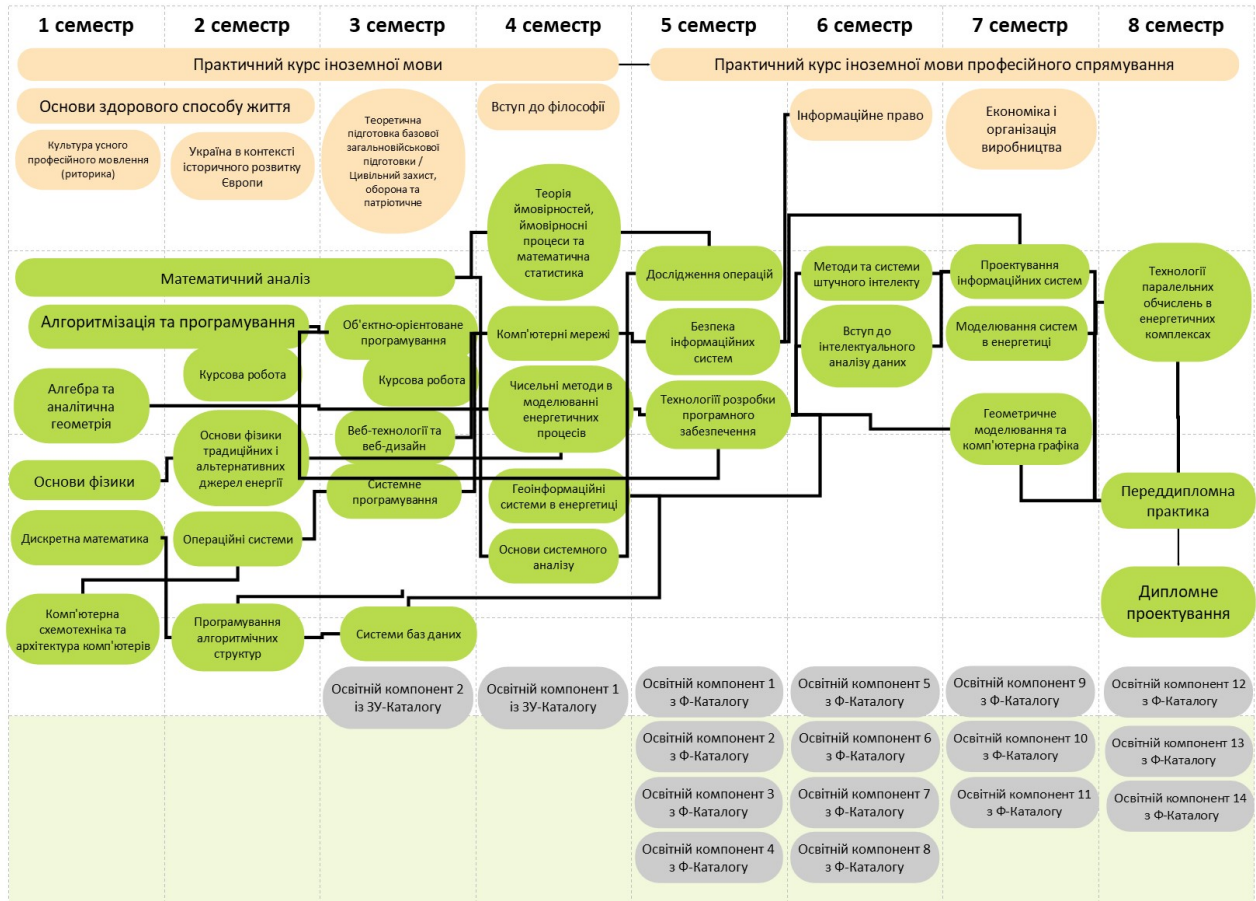 1 семестр
2 семестр
3 семестр
4 семестр
5 семестр
6 семестр
7 семестр
8 семестр
Практичний курс іноземної мови
Практичний курс іноземної мови професійного спрямування
Основи здорового способу життя
Культура усного
професійного мовлення
(риторика)
Україна в контексті
історичного розвитку
Європи
Теоретична
підготовка базової
загальновійськової
підготовки /
Цивільний захист,
оборона та
патріотичне
Вступ до філософії
Інформаційне право
Економіка і
організація
виробництва
Теорія
ймовірностей,
ймовірносні
процеси та
математична
статистика
Математичний аналіз
Дослідження операцій
Методи та системи
штучного інтелекту
Проектування
інформаційних систем
Технології
паралельних
обчислень в
енергетичних
комплексах
Алгоритмізація та програмування
Об'єктно-орієнтоване
програмування
Комп'ютерні мережі
Безпека
інформаційних
систем
Вступ до
інтелектуального
аналізу даних
Моделювання систем
в енергетиці
Курсова робота
Курсова робота
Алгебра та
аналітична
геометрія
Чисельні методи в
моделюванні
енергетичних
процесів
Технологіїї розробки
програмного
забезпечення
Геометричне
моделювання та
комп'ютерна графіка
Основи фізики
традиційних і
альтернативних
джерел енергії
Веб-технології та
веб-дизайн
Основи фізики
Системне
програмування
Геоінформаційні
системи в енергетиці
Переддипломна
практика
Дискретна математика
Операційні системи
Основи системного
аналізу
Дипломне
проектування
Комп'ютерна
схемотехніка та
архітектура комп'ютерів
Програмування
алгоритмічних
структур
Системи баз даних
Освітній компонент 2
із ЗУ-Каталогу
Освітній компонент 1
із ЗУ-Каталогу
Освітній компонент 1
з Ф-Каталогу
Освітній компонент 5
з Ф-Каталогу
Освітній компонент 9
з Ф-Каталогу
Освітній компонент 12
з Ф-Каталогу
Освітній компонент 2
з Ф-Каталогу
Освітній компонент 6
з Ф-Каталогу
Освітній компонент 10
з Ф-Каталогу
Освітній компонент 13
з Ф-Каталогу
Освітній компонент 3
з Ф-Каталогу
Освітній компонент 7
з Ф-Каталогу
Освітній компонент 11
з Ф-Каталогу
Освітній компонент 14
з Ф-Каталогу
Освітній компонент 4
з Ф-Каталогу
Освітній компонент 8
з Ф-Каталогу